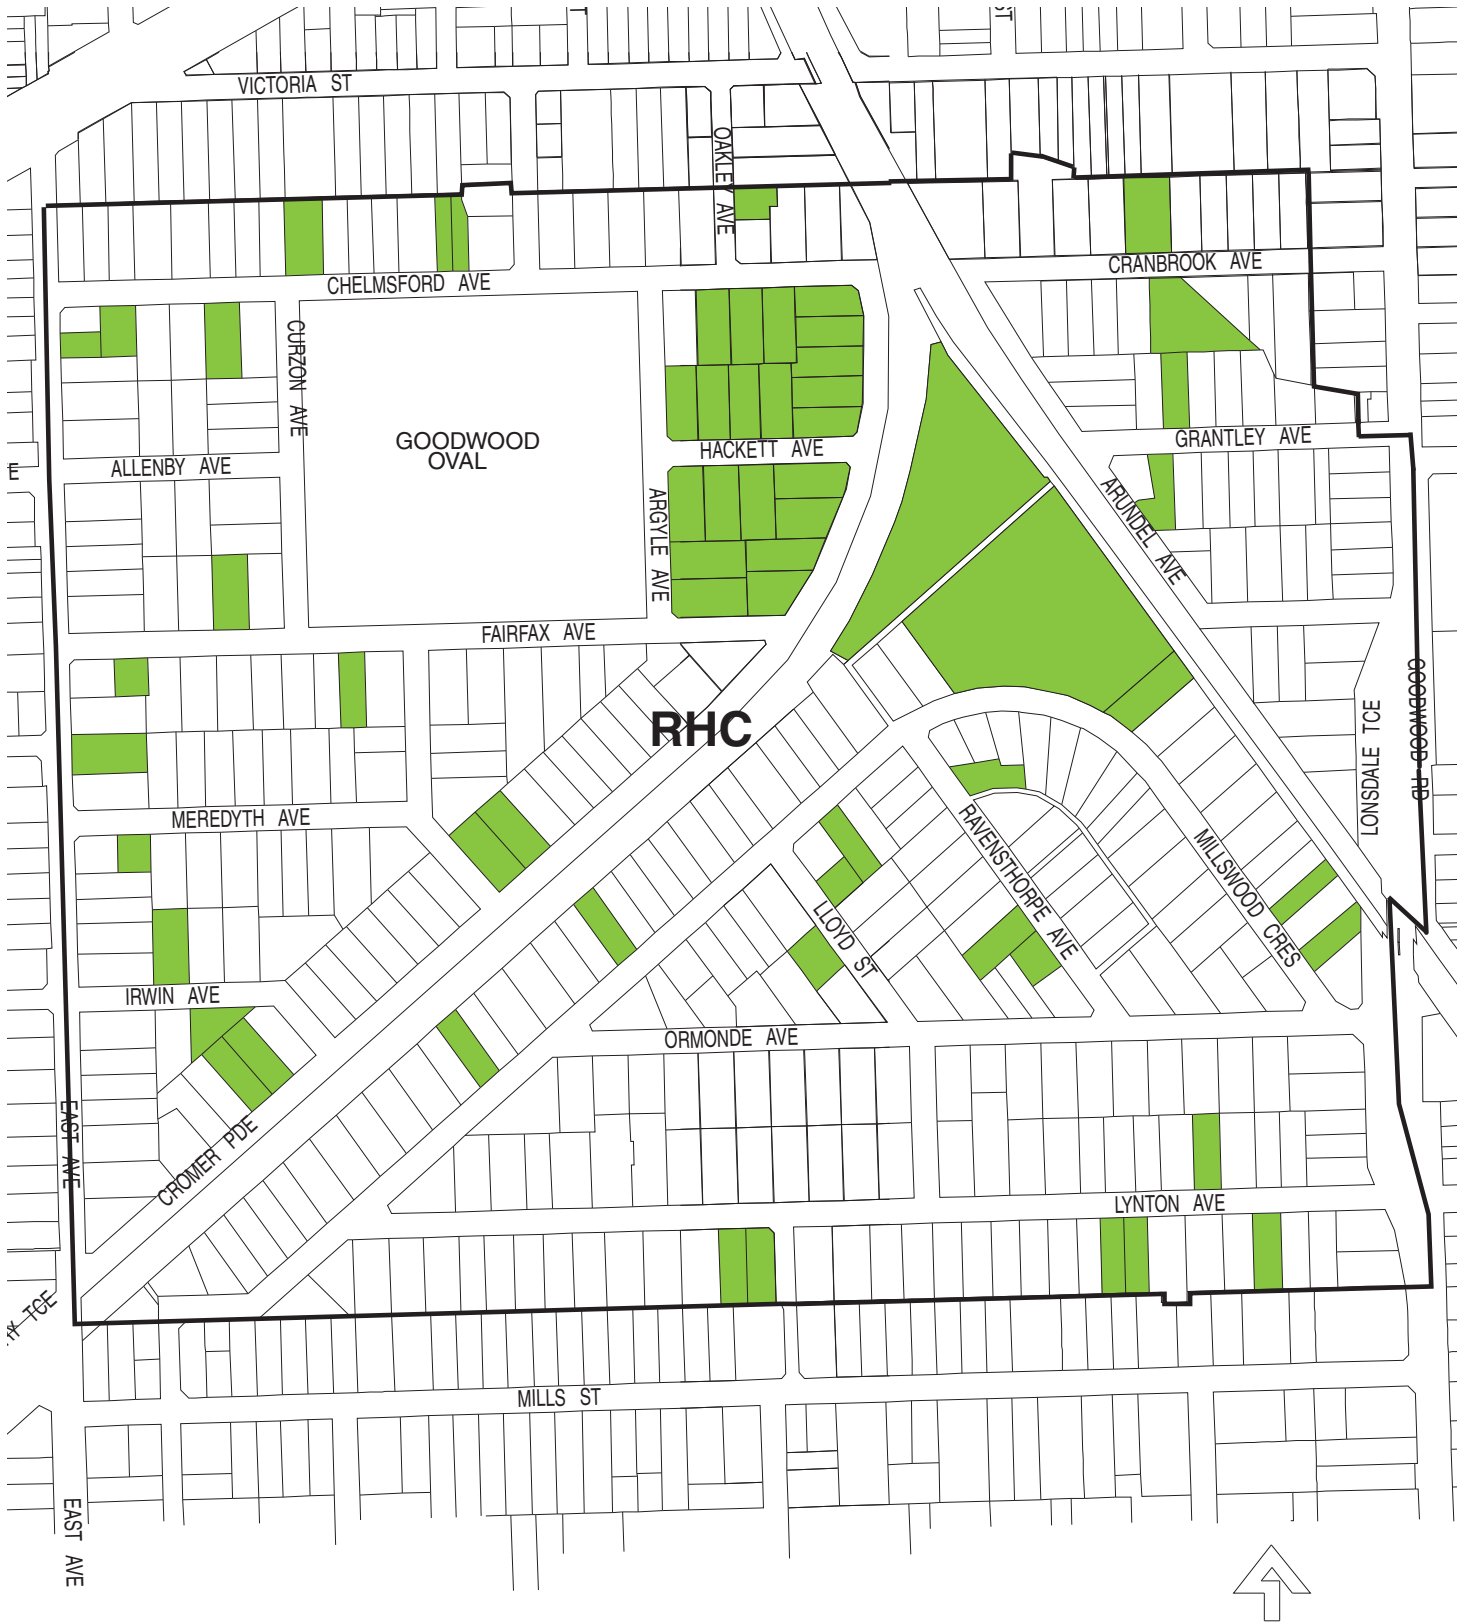 ST
VICTORIA ST
OAKLEY AVE
CRANBROOK AVE
CHELMSFORD AVE
CURZON AVE
GOODWOOD
OVAL
HACKETT AVE
GRANTLEY AVE
ALLENBY AVE
E
ARGYLE AVE
ARUNDEL AVE
FAIRFAX AVE
RHC
GOODWOOD RD
LONSDALE TCE
MEREDYTH AVE
RAVENSTHORPE AVE
MILLSWOOD CRES
LLOYD ST
IRWIN AVE
ORMONDE AVE
EAST AVE
CROMER PDE
LYNTON AVE
TCE
MILLS ST
EAST AVE